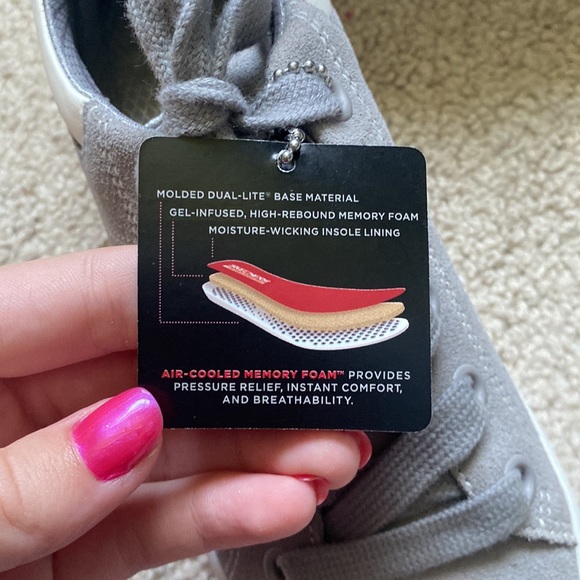 MOLDED DUAL-LITE® BASE MATERIAL
GEL-INFUSED, HIGH-REBOUND MEMORY FOAM
MOISTURE-WICKING INSOLE LINING
AIR-COOLED MEMORY FOAM™ PROVIDES
PRESSURE RELIEF, INSTANT COMFORT,
AND BREATHABILITY.